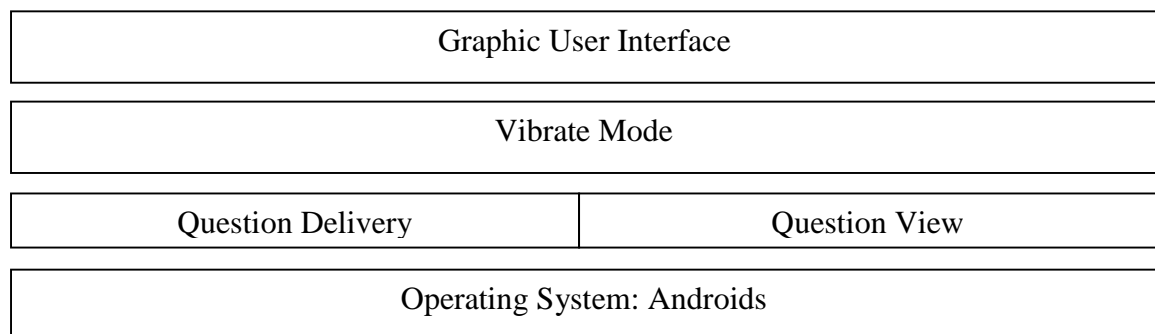 Graphic User Interface
Vibrate Mode
Question Delivery
Question View
Operating System: Androids